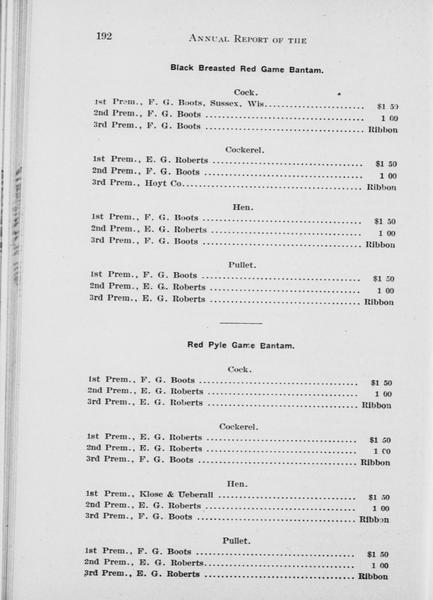 192 ANNUAL REPORT OF THE
Black Breasted Red Game Bantam.
Cock.
1st Prem., F. G. Boots, Sussex, Wis. $1 50
2nd Prem., F. G. Boots $1 00
3rd Prem., F. G. Boots Ribbon
Cockerel.
1st Prem., E. G. Roberts $1 50
2nd Prem., F. G. Boots 1 00
3rd Prem., Hoyt Co. Ribbon
Hen.
1st Prem., F. G. Boots $1 50
2nd Prem., E. G. Roberts 1 00
3rd Prem., F. G. Boots Ribbon
Pullet.
1st Prem., F. G. Boots $1 50
2nd Prem., E. G. Roberts 1 00
3rd Prem., E. G. Roberts Ribbon
Red Pyle Game Bantam.
Cock.
1st Prem., F. G. Boots $1 50
2nd Prem., E. G. Roberts 1 00
3rd Prem., E. G. Roberts Ribbon
Cockerel.
1st Prem., E. G. Roberts $1 50
2nd Prem., E. G. Roberts 1 00
3rd Prem., F. G. Boots Ribbon
Hen.
1st Prem., Klose & Ueberall $1 50
2nd Prem., E. G. Roberts 1 00
3rd Prem., F. G. Boots Ribbon
Pullet.
1st Prem., F. G. Boots $1 50
2nd Prem., E. G. Roberts 1 00
3rd Prem., E. G. Roberts Ribbon